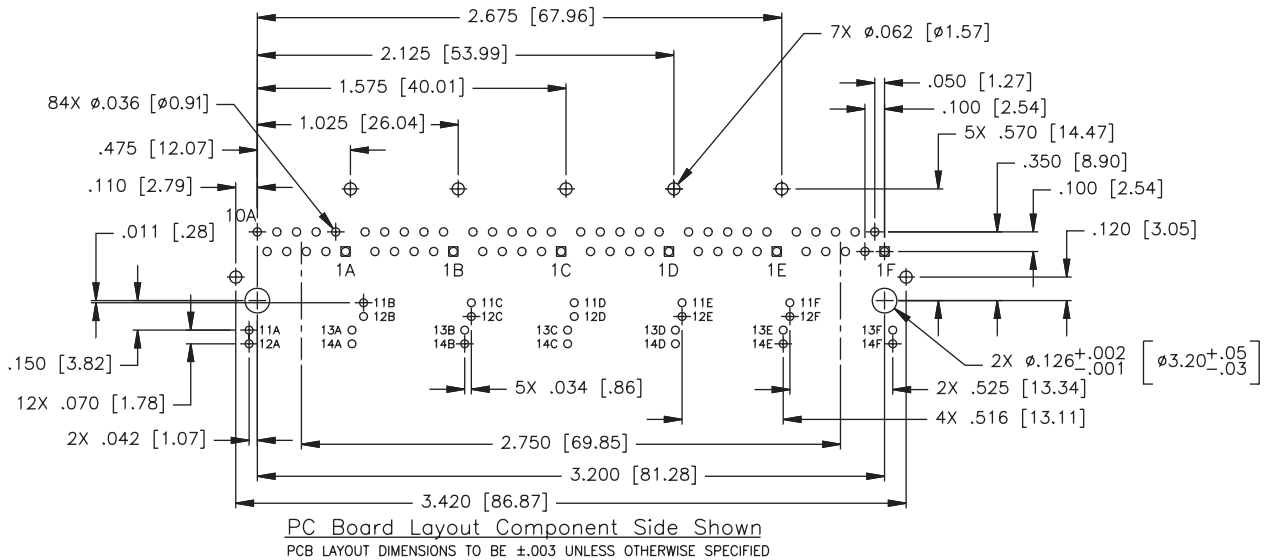 2.675 [67.96]
7X ø.062 [ø1.57]
2.125 [53.99]
.050 [1.27]
1.575 [40.01]
84X ø.036 [ø0.91]
.100 [2.54]
1.025 [26.04]
5X .570 [14.47]
.475 [12.07]
.350 [8.90]
.110 [2.79]
.100 [2.54]
10A
.011 [.28]
.120 [3.05]
1A 1B 1C 1D 1E 1F
11B 11C 11D 11E 11F
12B 12C 12D 12E 12F
11A 13A 13B 13C 13D 13E 13F
12A 14A 14B 14C 14D 14E 14F
.150 [3.82]
2X ø.126 +.002 -.001 [ø3.20 +.05 -.03]
12X .070 [1.78]
5X .034 [.86]
2X .525 [13.34]
4X .516 [13.11]
2X .042 [1.07]
2.750 [69.85]
3.200 [81.28]
3.420 [86.87]
PC Board Layout Component Side Shown
PCB LAYOUT DIMENSIONS TO BE ±.003 UNLESS OTHERWISE SPECIFIED